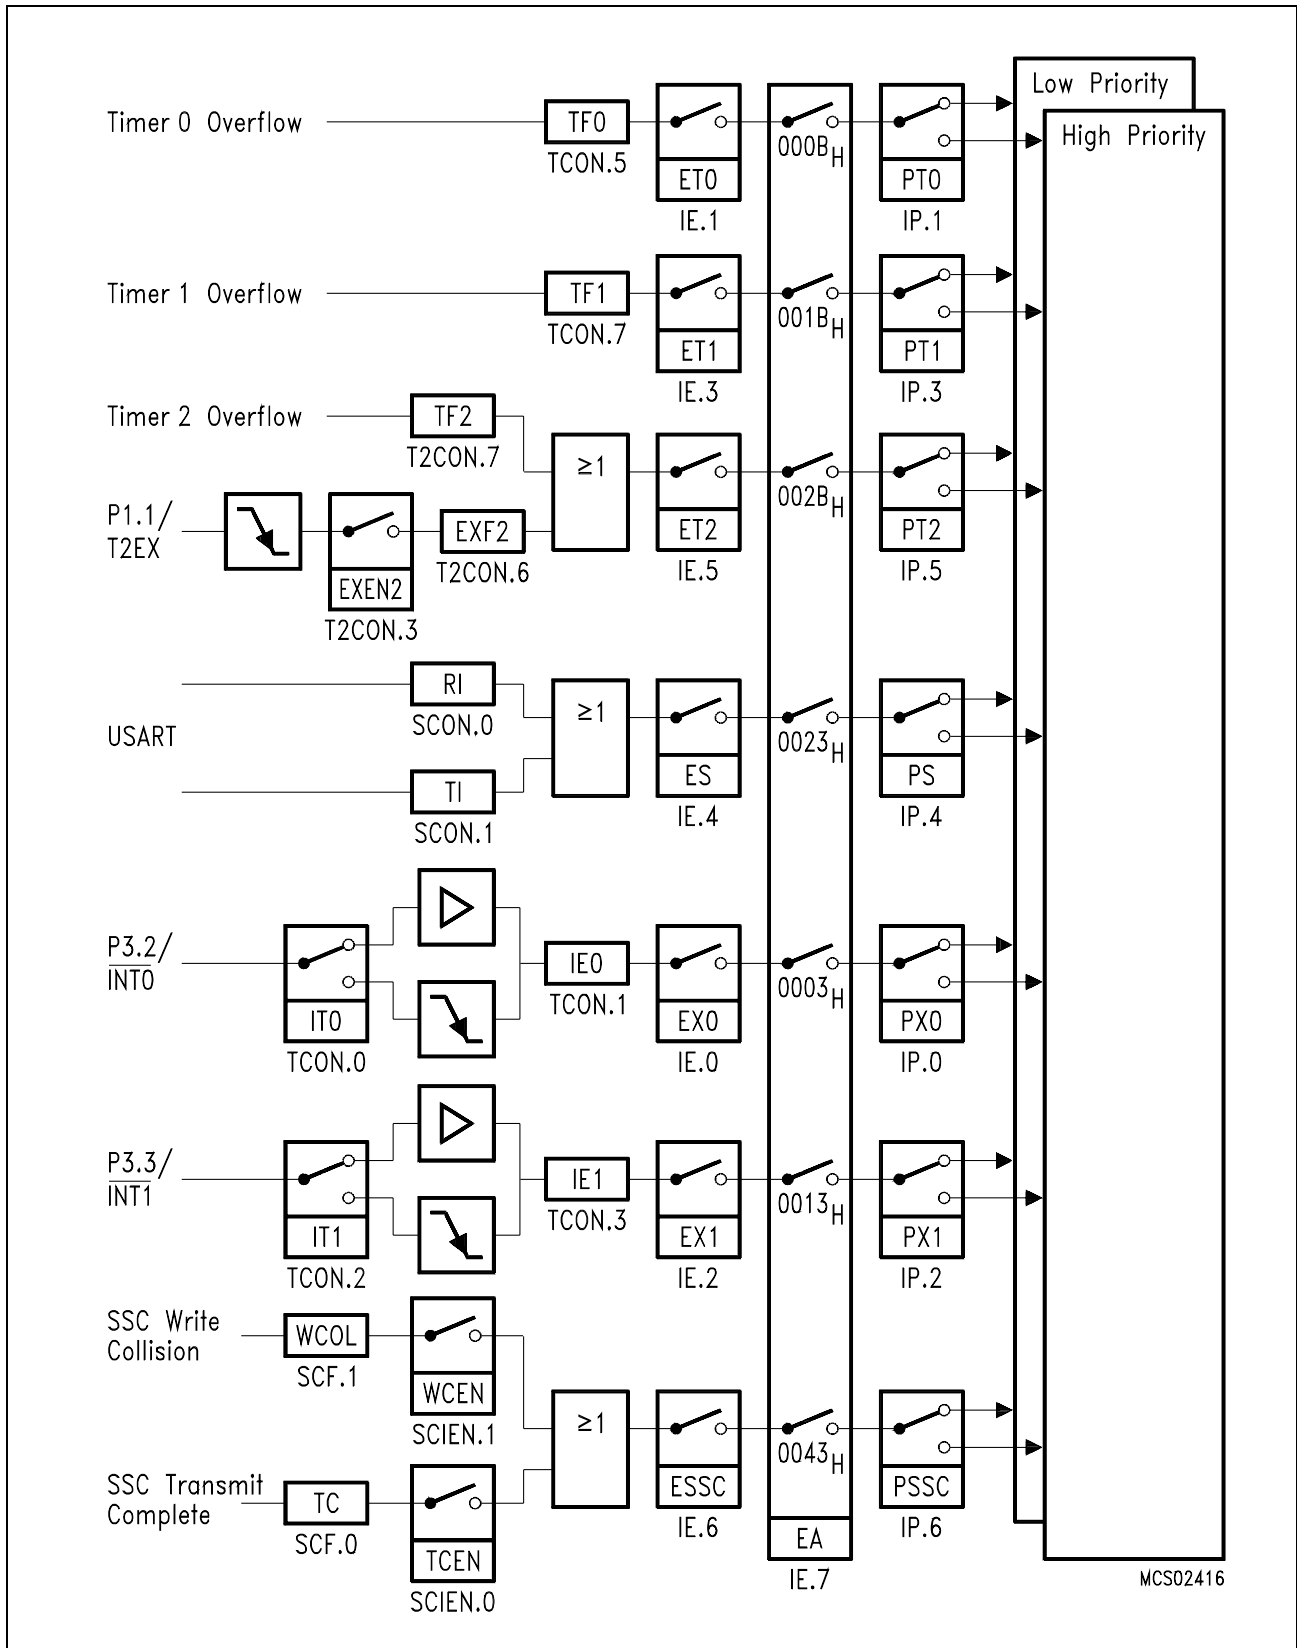 Low Priority
High Priority
Timer 0 Overflow
TF0
TCON.5
ET0
IE.1
000BH
PT0
IP.1
Timer 1 Overflow
TF1
TCON.7
ET1
IE.3
001BH
PT1
IP.3
Timer 2 Overflow
TF2
T2CON.7
P1.1/
T2EX
EXEN2
T2CON.3
EXF2
T2CON.6
≥1
ET2
IE.5
002BH
PT2
IP.5
USART
RI
SCON.0
TI
SCON.1
≥1
ES
IE.4
0023H
PS
IP.4
P3.2/
INT0
IT0
TCON.0
IE0
TCON.1
EX0
IE.0
0003H
PX0
IP.0
P3.3/
INT1
IT1
TCON.2
IE1
TCON.3
EX1
IE.2
0013H
PX1
IP.2
SSC Write
Collision
WCOL
SCF.1
WCEN
SCIEN.1
SSC Transmit
Complete
TC
SCF.0
TCEN
SCIEN.0
≥1
ESSC
IE.6
0043H
EA
IE.7
PSSC
IP.6
MCS02416